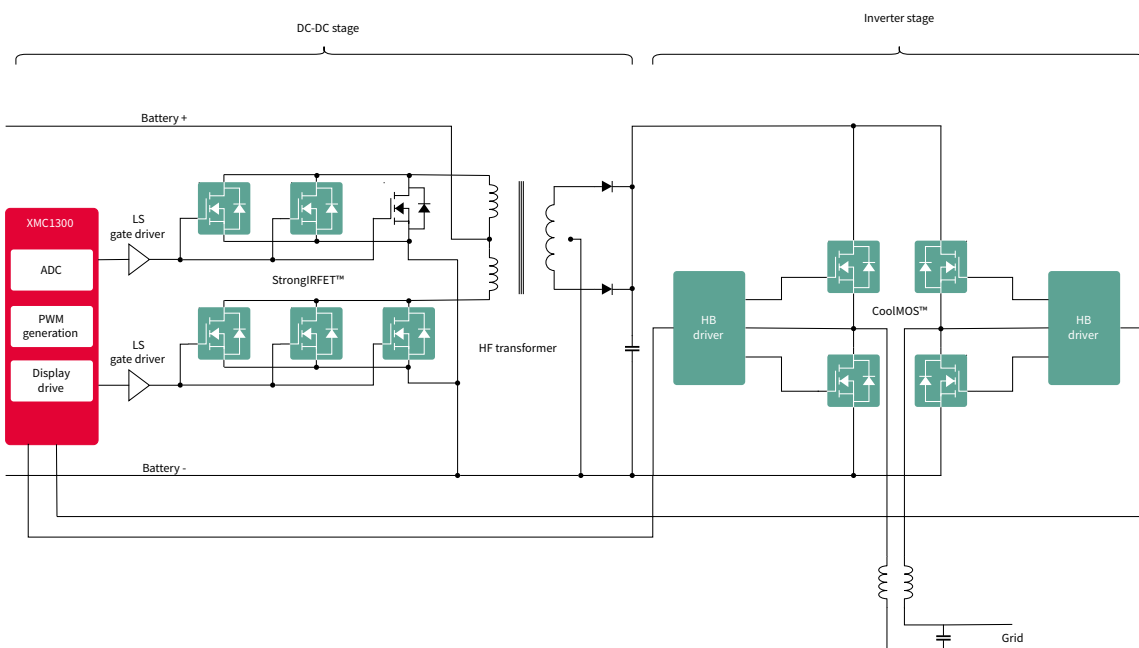 DC-DC stage
Inverter stage
Battery +
XMC1300
ADC
PWM
generation
Display
drive
LS
gate driver
StrongIRFET™
LS
gate driver
HF transformer
HB
driver
CoolMOS™
HB
driver
Battery -
Grid